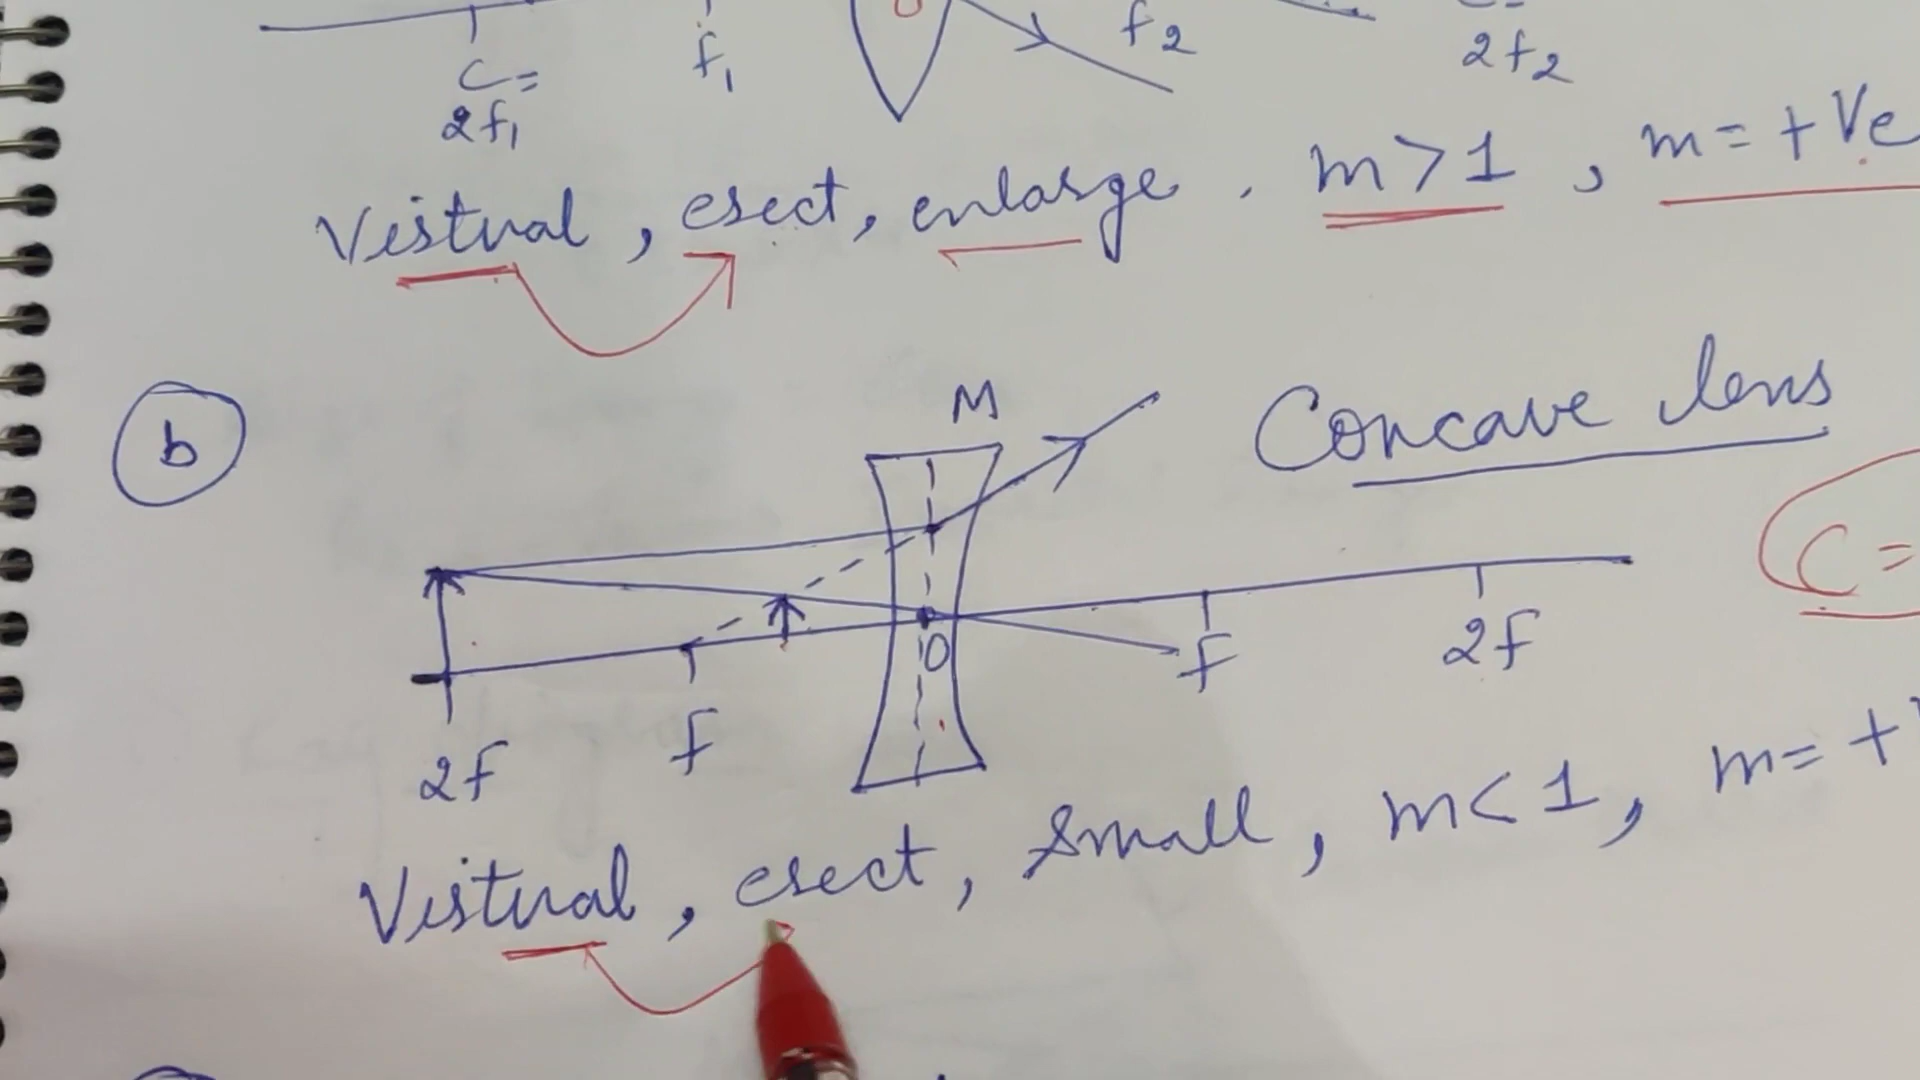 f₁ f₂
C= 2f₂
2f₁
Virtual, erect, enlarge. m>1, m=+Ve
b M Concave lens
C=
O F 2F
2F F
Virtual, erect, Small, m<1, m=+